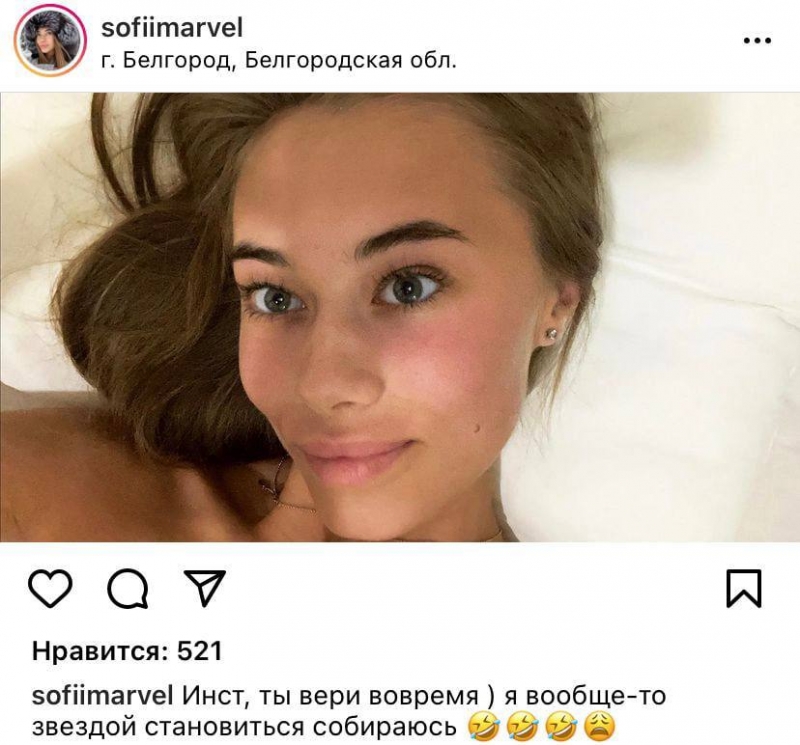 sofiimarvel
г. Белгород, Белгородская обл.
Нравится: 521
sofiimarvel Инст, ты вери вовремя ) я вообще-то
звездой становиться собираюсь 🤣🤣🤣😩